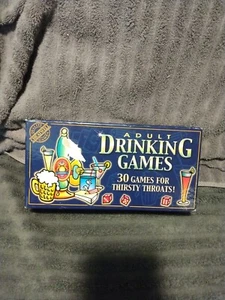 ADULT
DRINKING
GAMES
30 GAMES FOR
THIRSTY THROATS!